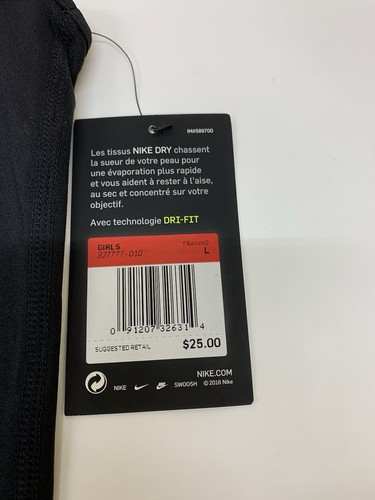 IM#589700
Les tissus NIKE DRY chassent
la sueur de votre peau pour
une évaporation plus rapide
et vous aident à rester à l'aise,
au sec et concentré sur votre
objectif.
Avec technologie DRI-FIT
GIRLS TRAINING
827777-010 L
0 91207 32631 4
SUGGESTED RETAIL $25.00
NIKE.COM
NIKE SWOOSH © 2016 Nike